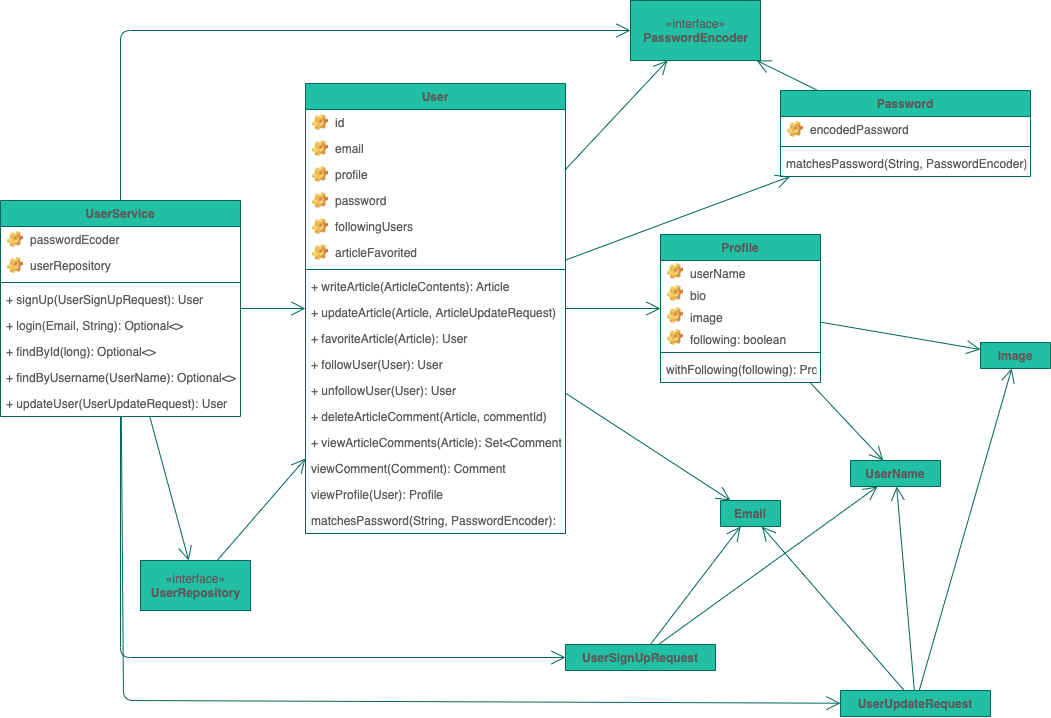 «interface»
PasswordEncoder
User
id
email
profile
password
followingUsers
articleFavorited
+ writeArticle(ArticleContents): Article
+ updateArticle(Article, ArticleUpdateRequest)
+ favoriteArticle(Article): User
+ followUser(User): User
+ unfollowUser(User): User
+ deleteArticleComment(Article, commentId)
+ viewArticleComments(Article): Set<Comment
viewComment(Comment): Comment
viewProfile(User): Profile
matchesPassword(String, PasswordEncoder):
Password
encodedPassword
matchesPassword(String, PasswordEncoder)
UserService
passwordEcoder
userRepository
+ signUp(UserSignUpRequest): User
+ login(Email, String): Optional<>
+ findById(long): Optional<>
+ findByUsername(UserName): Optional<>
+ updateUser(UserUpdateRequest): User
Profile
userName
bio
image
following: boolean
withFollowing(following): Pro
Image
UserName
Email
«interface»
UserRepository
UserSignUpRequest
UserUpdateRequest